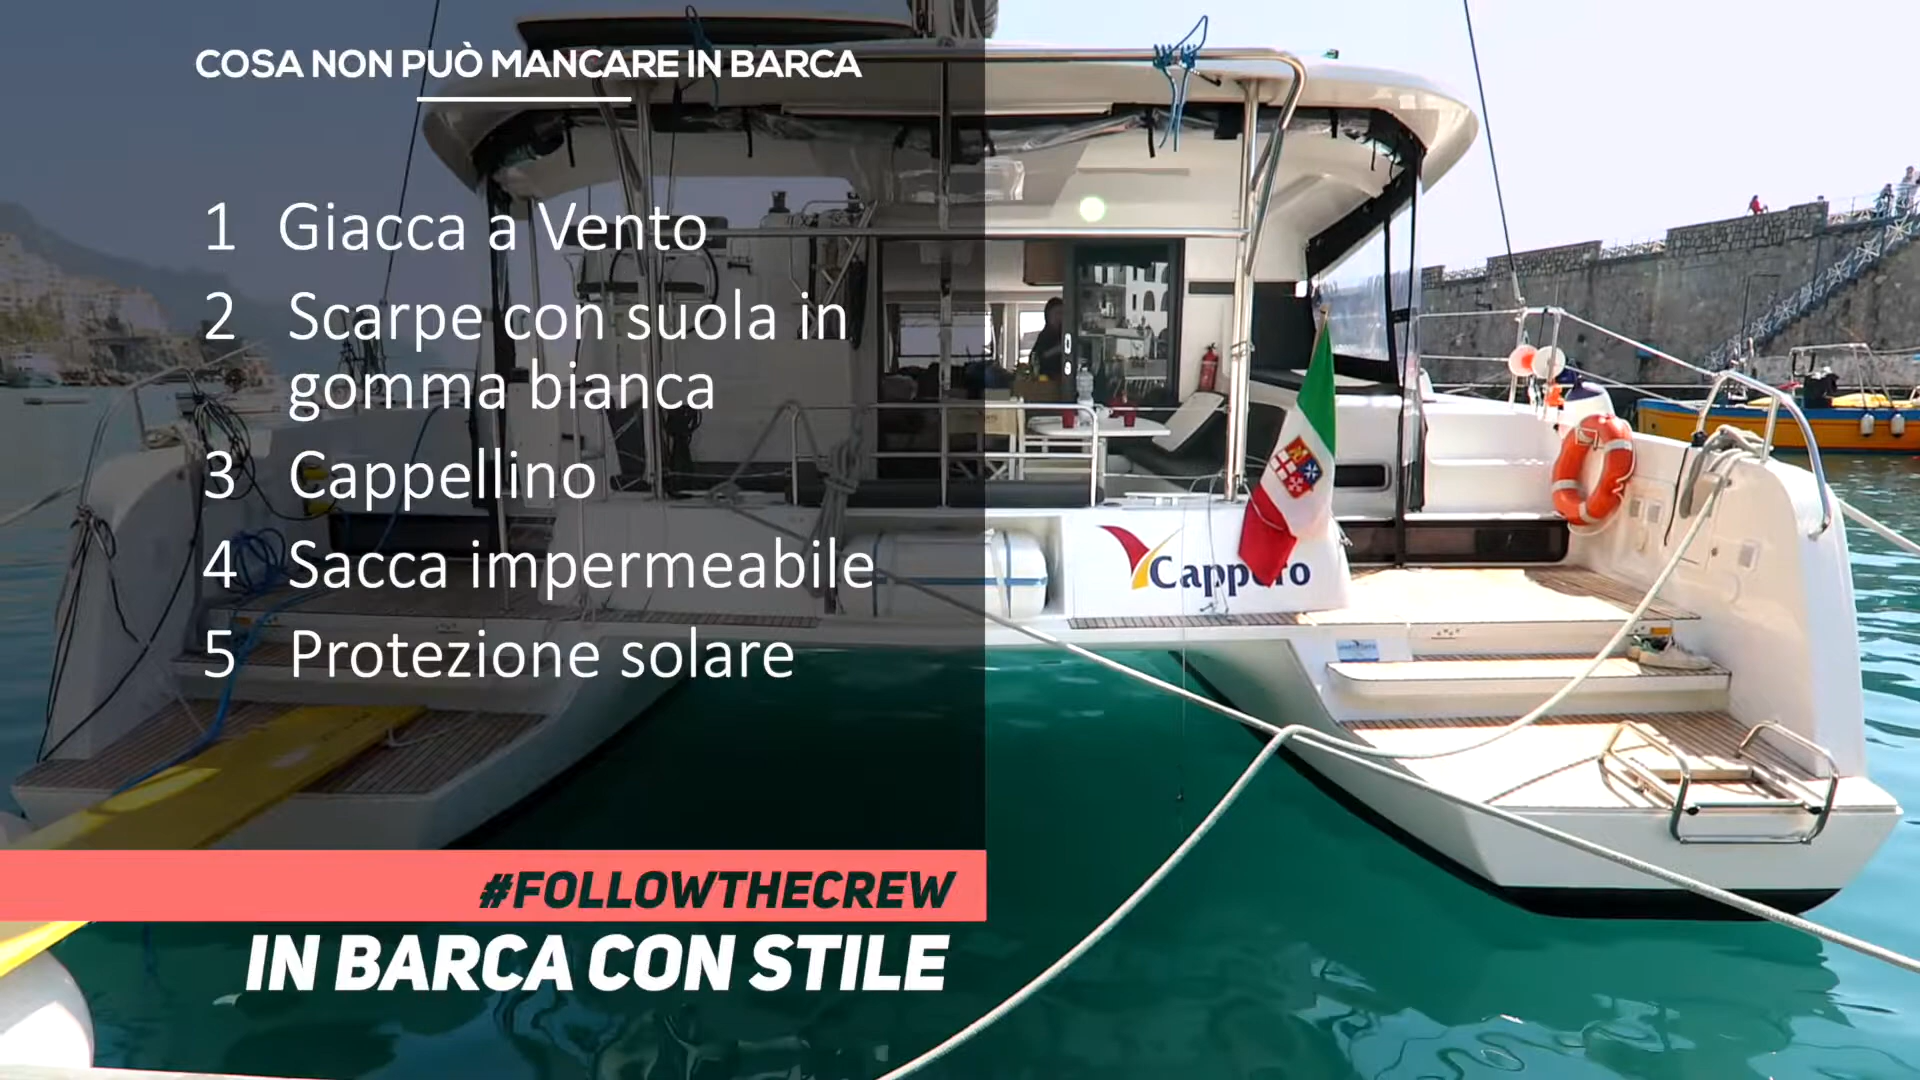 COSA NON PUÒ MANCARE IN BARCA
1 Giacca a Vento
2 Scarpe con suola in
gomma bianca
3 Cappellino
4 Sacca impermeabile
5 Protezione solare
#FOLLOWTHECREW
IN BARCA CON STILE